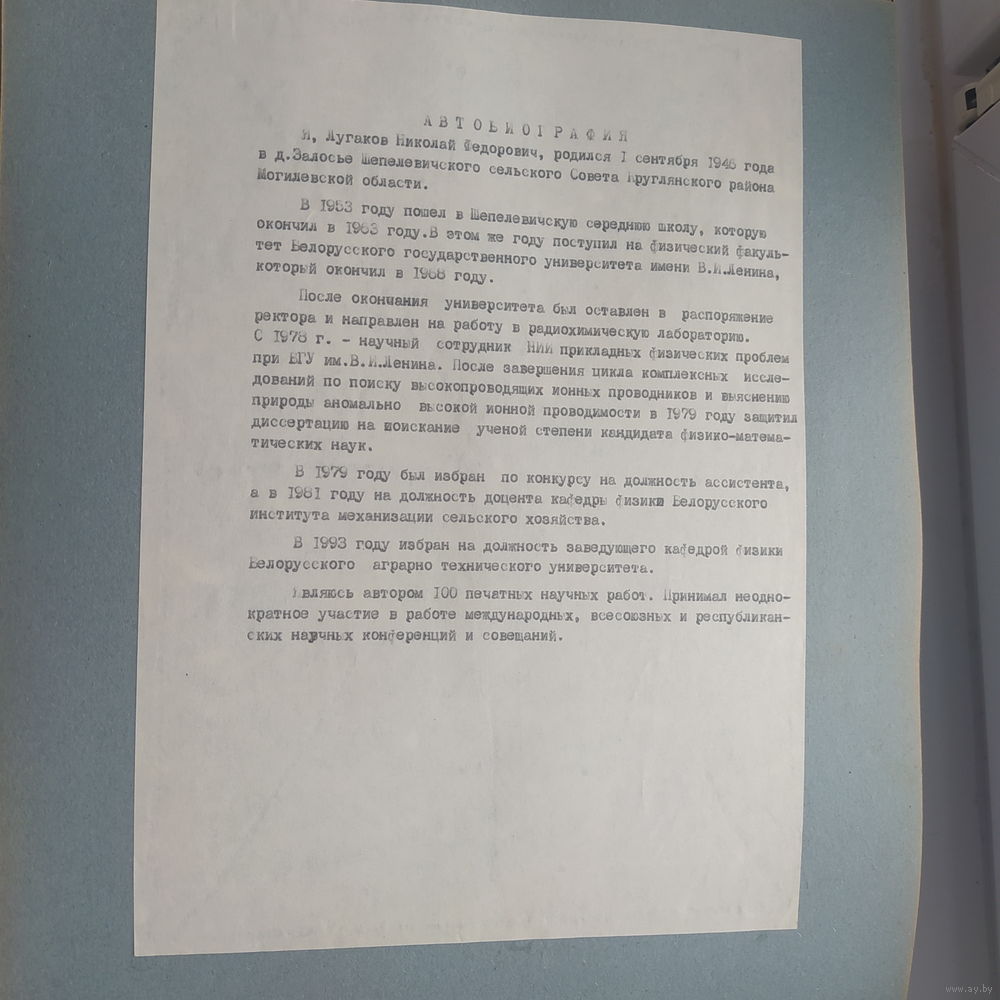 АВТОБИОГРАФИЯ
Я, Лугаков Николай Федорович, родился I сентября 1946 года
в д.Залосье Шепелевичского сельского Совета Круглянского района
Могилевской области.
В 1953 году пошел в Шепелевичскую середнюю школу, которую
окончил в 1963 году.В этом же году поступил на физический факуль-
тет Белорусского государственного университета имени В.И.Ленина,
который окончил в 1968 году.
После окончания университета был оставлен в распоряжение
ректора и направлен на работу в радиохимическую лабораторию.
С 1978 г. - научный сотрудник НИИ прикладных физических проблем
при БГУ им.В.И.Ленина. После завершения цикла комплексных иссле-
дований по поиску высокопроводящих ионных проводников и выяснению
природы аномально высокой ионной проводимости в 1979 году защитил
диссертацию на соискание ученой степени кандидата физико-матема-
тических наук.
В 1979 году был избран по конкурсу на должность ассистента,
а в 1981 году на должность доцента кафедры физики Белорусского
института механизации сельского хозяйства.
В 1993 году избран на должность заведующего кафедрой физики
Белорусского аграрно технического университета.
Являюсь автором I00 печатных научных работ. Принимал неодно-
кратное участие в работе международных, всесоюзных и республикан-
ских научных конференций и совещаний.
www.ay.by